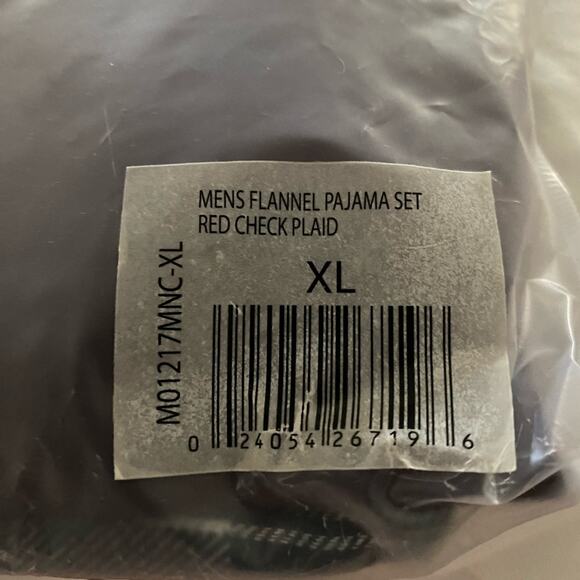 MENS FLANNEL PAJAMA SET
RED CHECK PLAID
XL
M01217MNC-XL
0 24054 26719 6